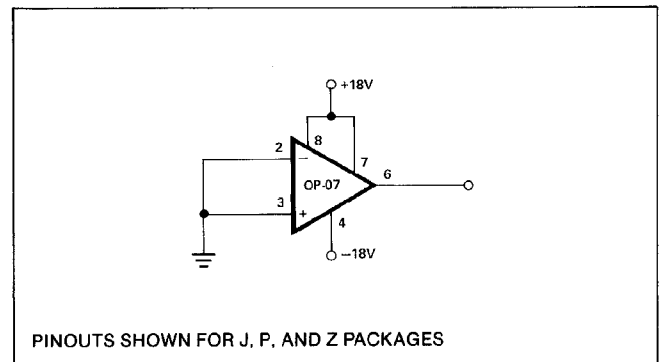 +18V
8
2
−
7
OP-07
6
3
+
4
−18V
PINOUTS SHOWN FOR J, P, AND Z PACKAGES